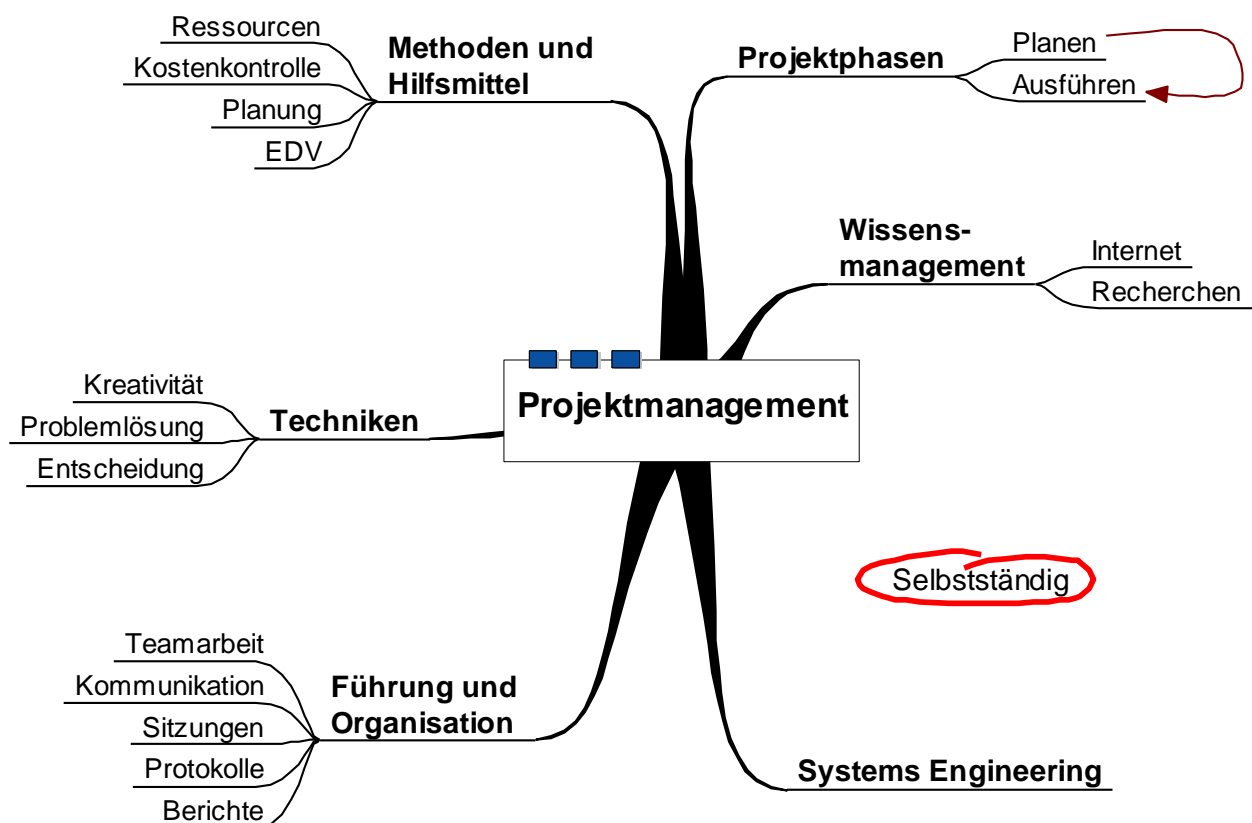 Ressourcen
Kostenkontrolle
Planung
EDV
Methoden und
Hilfsmittel
Projektphasen
Planen
Ausführen
Wissens-
management
Internet
Recherchen
Projektmanagement
Kreativität
Problemlösung
Entscheidung
Techniken
Selbstständig
Teamarbeit
Kommunikation
Sitzungen
Protokolle
Berichte
Führung und
Organisation
Systems Engineering